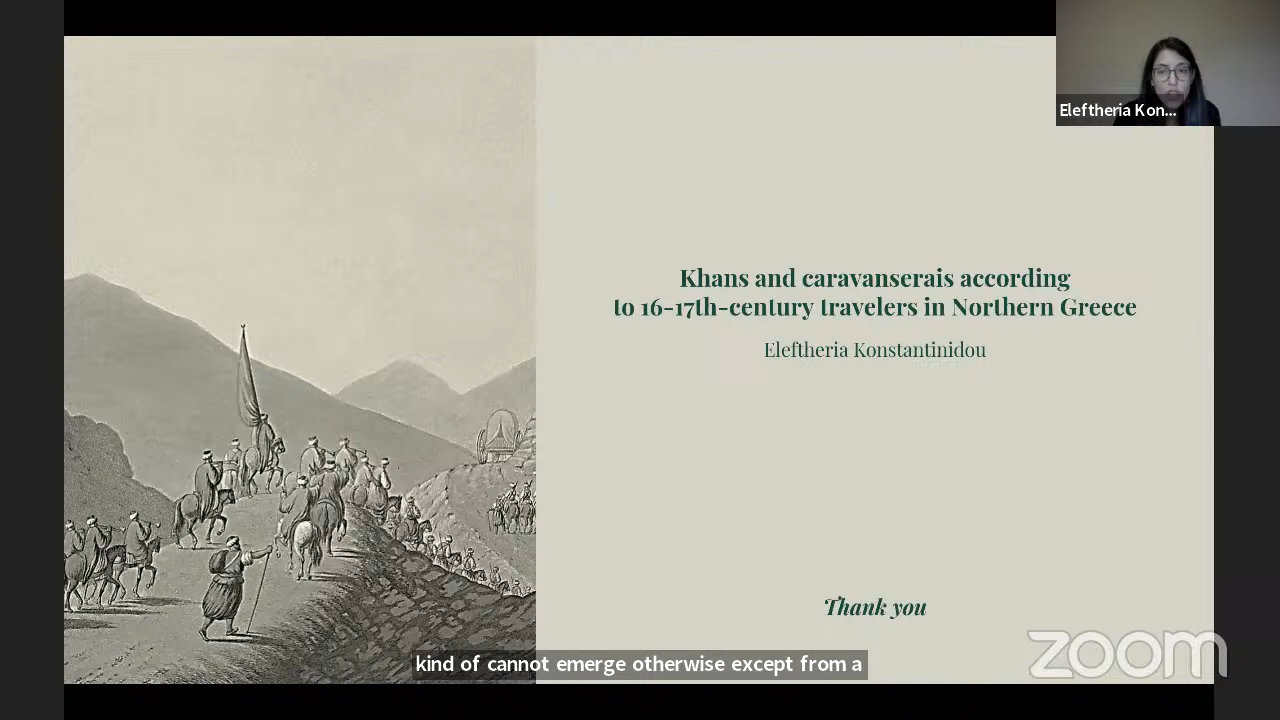 Eleftheria Kon...
Khans and caravanserais according
to 16-17th-century travelers in Northern Greece
Eleftheria Konstantinidou
Thank you
kind of cannot emerge otherwise except from a
zoom